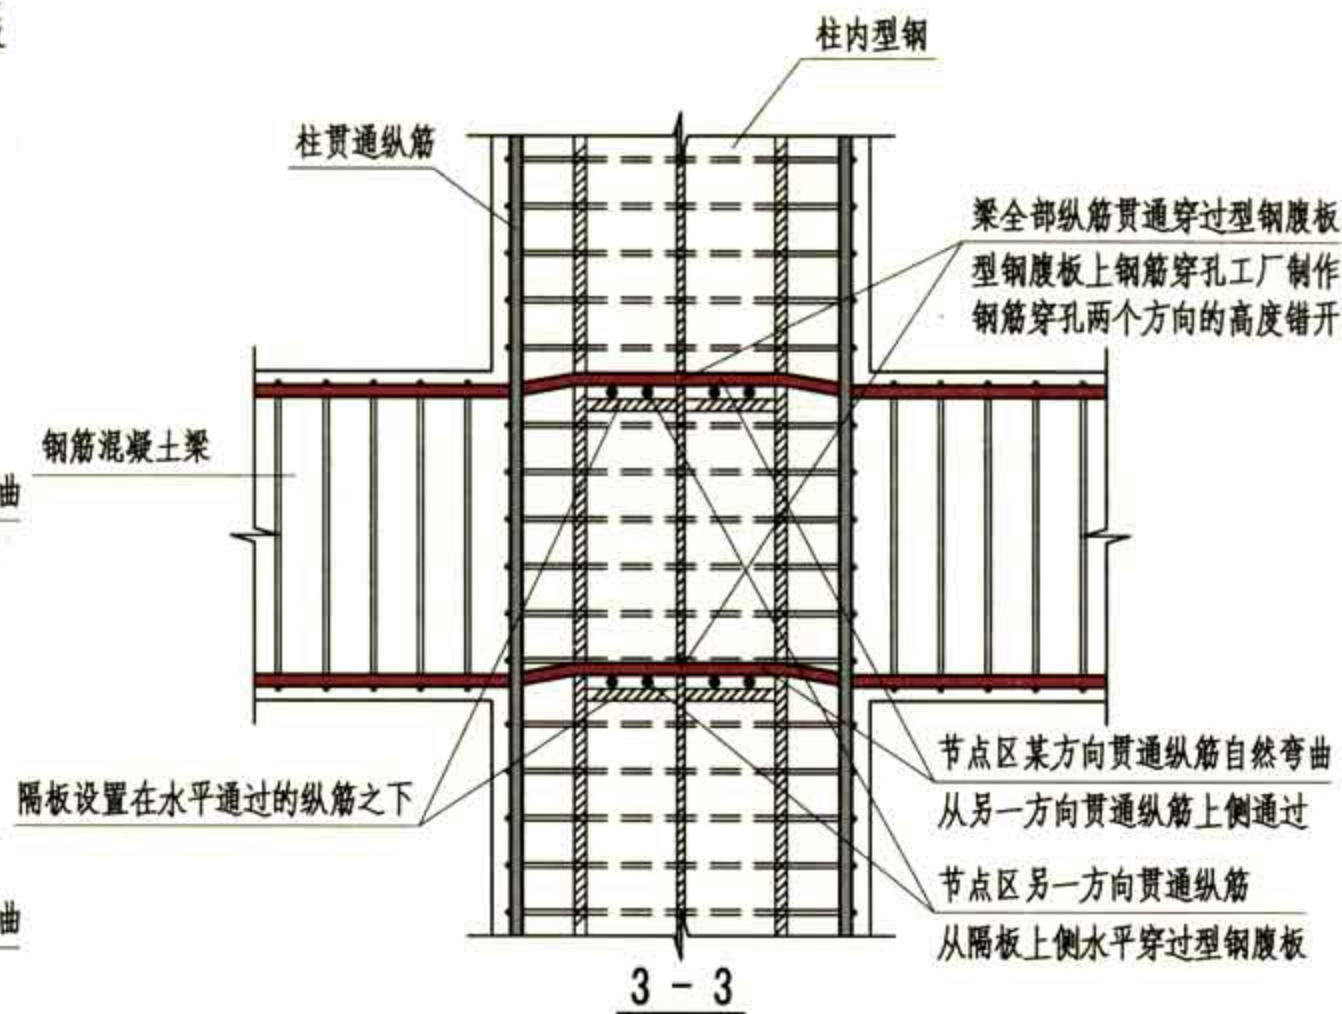 柱内型钢
柱贯通纵筋
梁全部纵筋贯通穿过型钢腹板
型钢腹板上钢筋穿孔工厂制作
钢筋穿孔两个方向的高度错开
钢筋混凝土梁
曲
节点区某方向贯通纵筋自然弯曲
从另一方向贯通纵筋上侧通过
隔板设置在水平通过的纵筋之下
节点区另一方向贯通纵筋
从隔板上侧水平穿过型钢腹板
曲
3 - 3